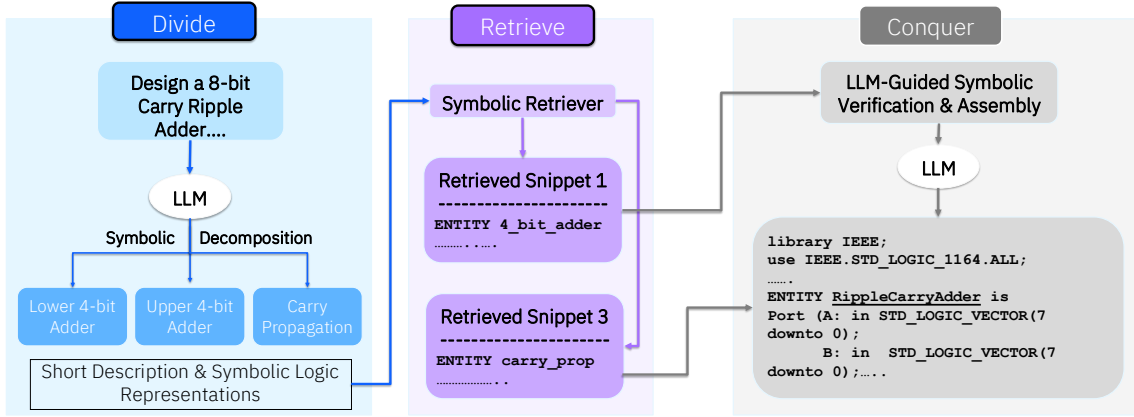 Divide
Design a 8-bit
Carry Ripple
Adder....
LLM
Symbolic Decomposition
Lower 4-bit
Adder
Upper 4-bit
Adder
Carry
Propagation
Short Description & Symbolic Logic
Representations
Retrieve
Symbolic Retriever
Retrieved Snippet 1
-----------------------
ENTITY 4_bit_adder
………..….
Retrieved Snippet 3
-----------------------
ENTITY carry_prop
………………..
Conquer
LLM-Guided Symbolic
Verification & Assembly
LLM
library IEEE;
use IEEE.STD_LOGIC_1164.ALL;
…….
ENTITY RippleCarryAdder is
Port (A: in STD_LOGIC_VECTOR(7
downto 0);
B: in STD_LOGIC_VECTOR(7
downto 0);…..